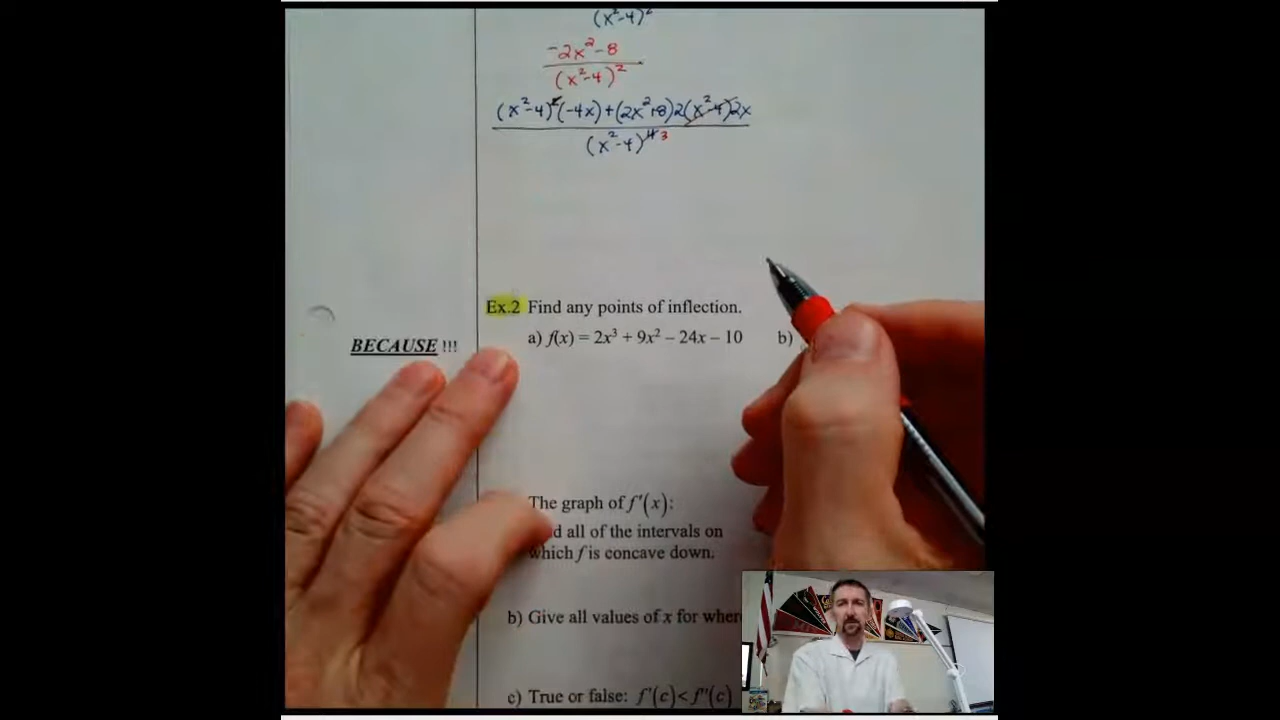 (x²-4)²
-2x²-8
(x²-4)²
(x²-4)²(-4x)+(2x²+8)2(x²-4)2x
(x²-4)⁴ 3
Ex.2 Find any points of inflection.
a) f(x) = 2x³ + 9x² – 24x – 10 b)
BECAUSE !!!
The graph of f'(x):
all of the intervals on
which f is concave down.
b) Give all values of x for
c) True or false: f'(c) < f"(c)